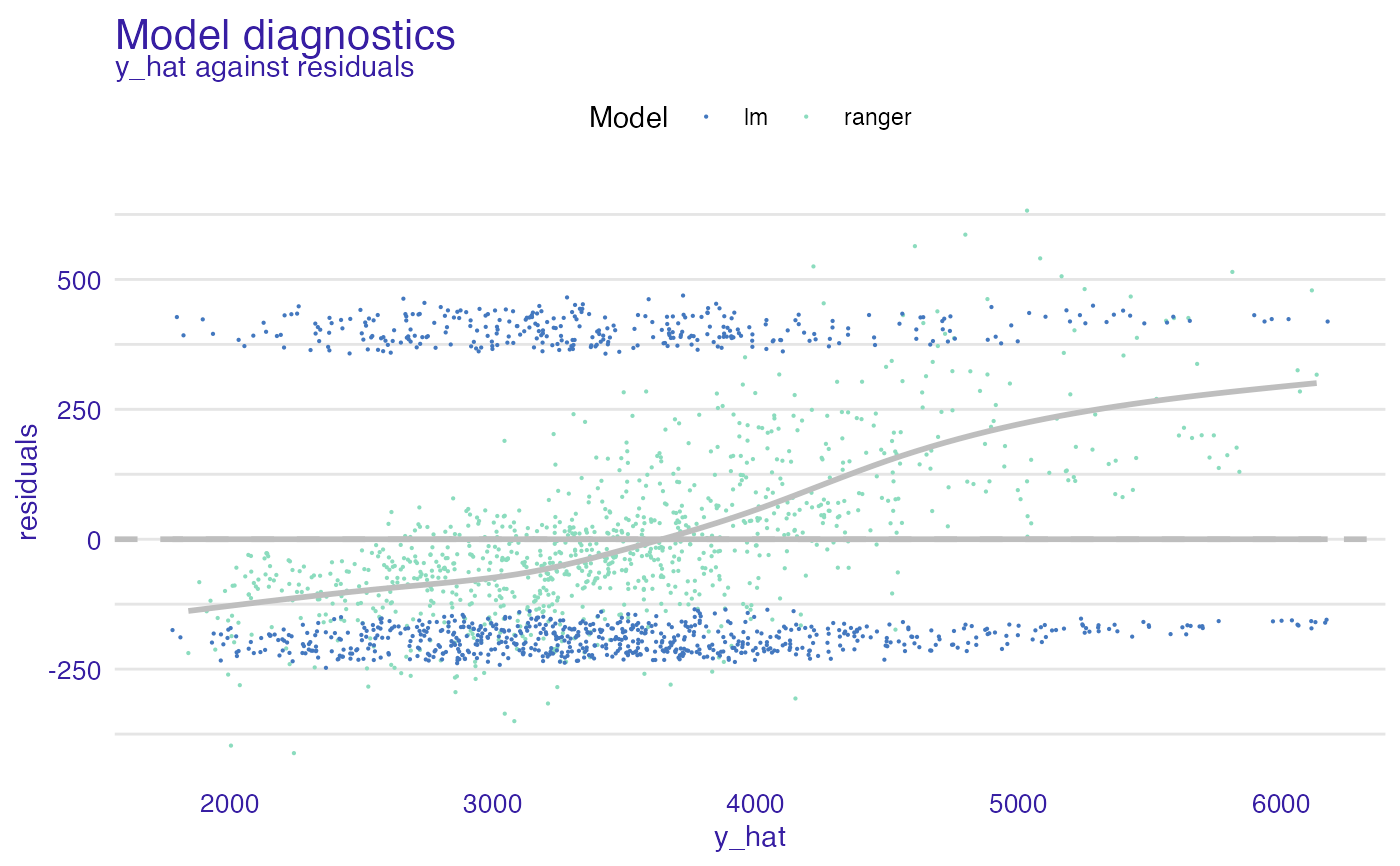 Model diagnostics
y_hat against residuals
Model lm ranger
500
250
0
-250
residuals
2000 3000 4000 5000 6000
y_hat